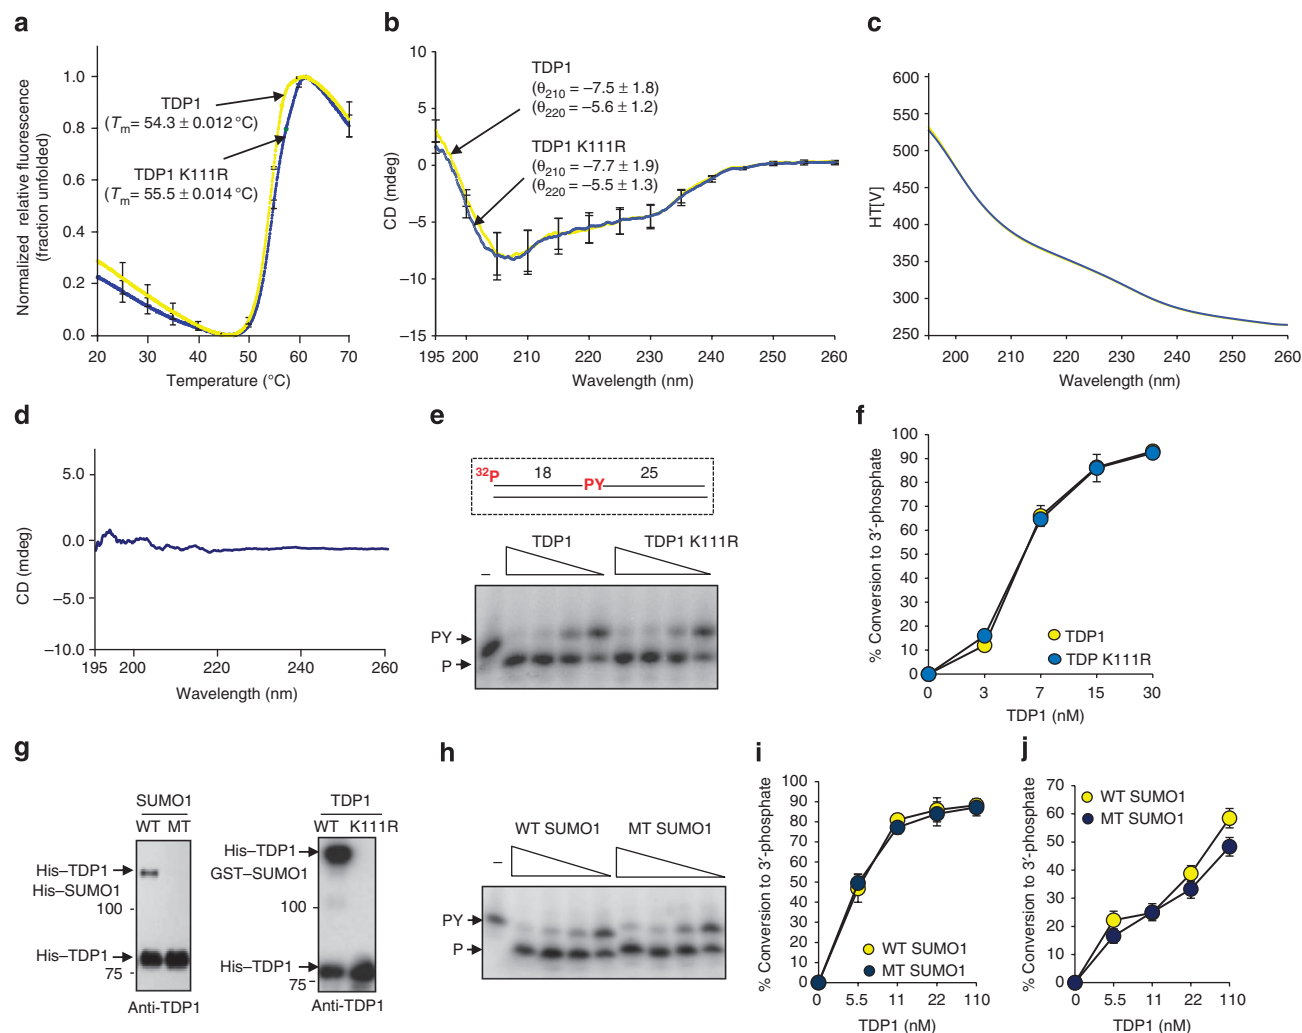 a
Normalized relative fluorescence
(fraction unfolded)
1.0
0.8
0.6
0.4
0.2
0.0
20
30
40
50
60
70
Temperature (°C)
TDP1
(Tm= 54.3 ± 0.012 °C)
TDP1 K111R
(Tm= 55.5 ± 0.014 °C)
b
CD (mdeg)
10
5
0
−5
−10
−15
195 200 210 220 230 240 250 260
Wavelength (nm)
TDP1
(θ210 = −7.5 ± 1.8)
(θ220 = −5.6 ± 1.2)
TDP1 K111R
(θ210 = −7.7 ± 1.9)
(θ220 = −5.5 ± 1.3)
c
HT[V]
600
550
500
450
400
350
300
250
200 210 220 230 240 250 260
Wavelength (nm)
d
CD (mdeg)
5.0
0.0
−5.0
−10.0
195 200 220 240 260
Wavelength (nm)
e
32P 18 PY 25
TDP1 TDP1 K111R
–
PY
P
f
% Conversion to 3′-phosphate
100
90
80
70
60
50
40
30
20
10
0
0 3 7 15 30
TDP1 (nM)
TDP1
TDP K111R
g
SUMO1
WT MT
His–TDP1
His–SUMO1
100
His–TDP1
75
Anti-TDP1
TDP1
WT K111R
His–TDP1
GST–SUMO1
100
His–TDP1
75
Anti-TDP1
h
WT SUMO1 MT SUMO1
–
PY
P
i
% Conversion to 3′-phosphate
100
90
80
70
60
50
40
30
20
10
0
0 5.5 11 22 110
TDP1 (nM)
WT SUMO1
MT SUMO1
j
% Conversion to 3′-phosphate
70
60
50
40
30
20
10
0
0 5.5 11 22 110
TDP1 (nM)
WT SUMO1
MT SUMO1